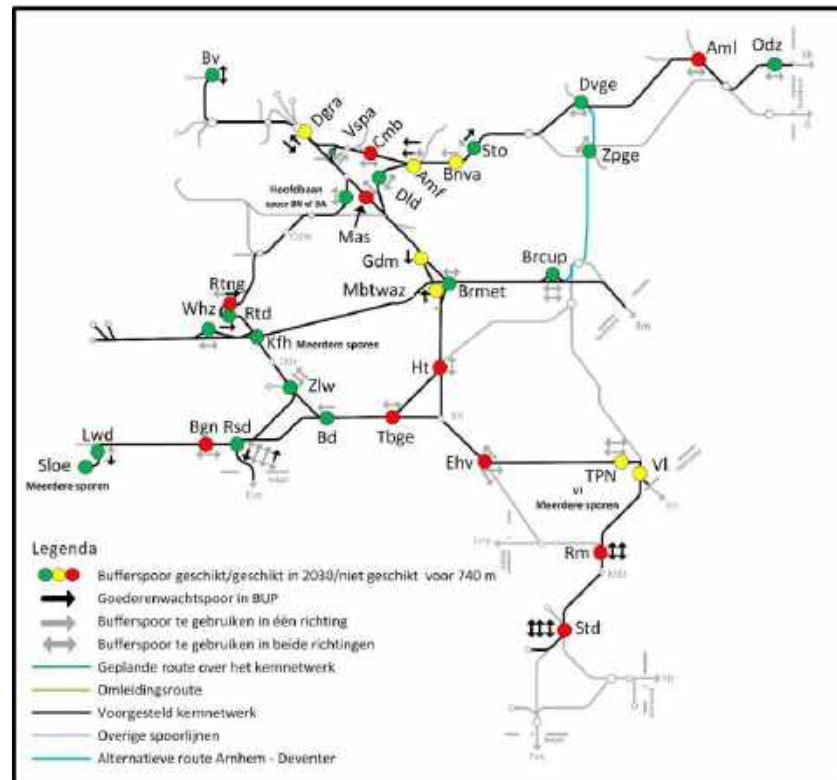 Bv
Dgra
Vspa
Cmb
Amf
Bnva
Sto
Dvge
Aml
Odz
Zpge
Dld
Hoofdbaan
spoor BN of BA
Mas
Gdm
Mbtwaz
Brmet
Brcup
Rtng
Whz
Rtd
Kfh Meerdere sporen
Zlw
Ht
Lwd
Bgn
Rsd
Bd
Tbge
Sloe
Meerdere sporen
Ehv
TPN
Vl
Vl
Meerdere sporen
Rm
Std
Legenda
Bufferspoor geschikt/geschikt in 2030/niet geschikt voor 740 m
Goederenwachtspoor in BUP
Bufferspoor te gebruiken in één richting
Bufferspoor te gebruiken in beide richtingen
Geplande route over het kernnetwerk
Omleidingsroute
Voorgesteld kernnetwerk
Overige spoorlijnen
Alternatieve route Arnhem - Deventer